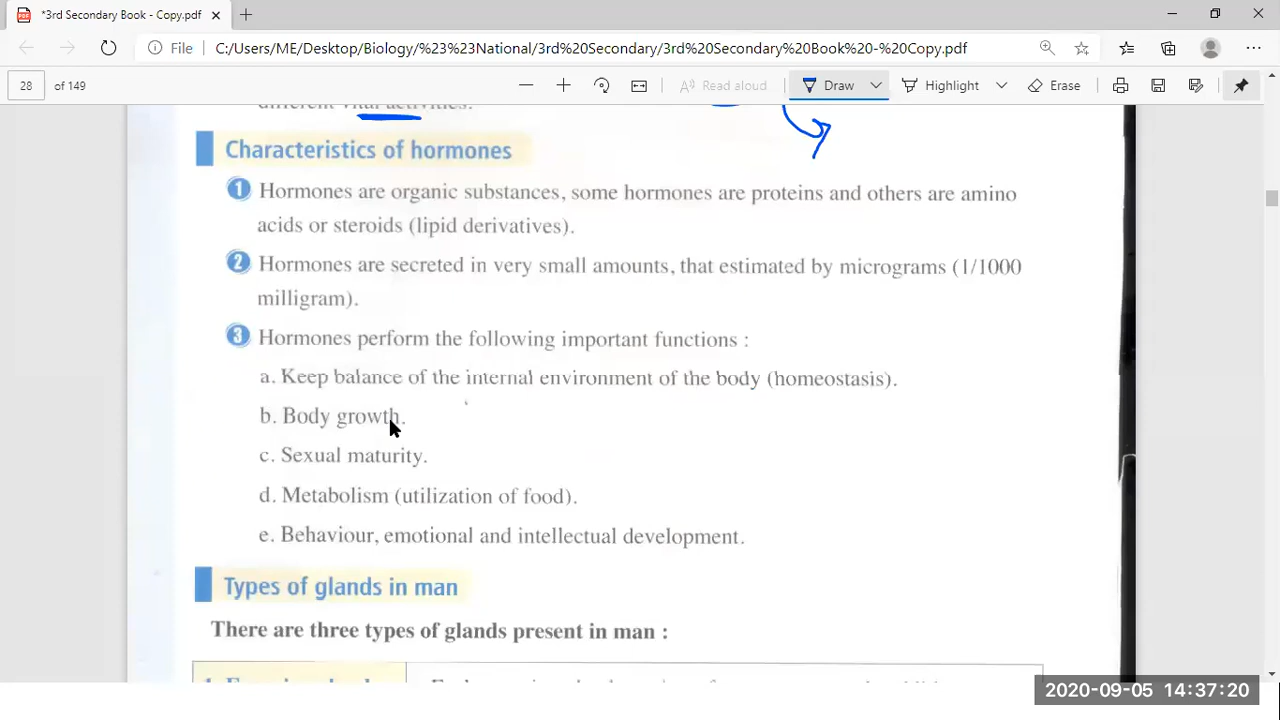 *3rd Secondary Book - Copy.pdf
File C:/Users/ME/Desktop/Biology/%23%23National/3rd%20Secondary/3rd%20Secondary%20Book%20-%20Copy.pdf
28 of 149 Read aloud Draw Highlight Erase
different vital activities.
Characteristics of hormones
1 Hormones are organic substances, some hormones are proteins and others are amino
acids or steroids (lipid derivatives).
2 Hormones are secreted in very small amounts, that estimated by micrograms (1/1000
milligram).
3 Hormones perform the following important functions :
a. Keep balance of the internal environment of the body (homeostasis).
b. Body growth.
c. Sexual maturity.
d. Metabolism (utilization of food).
e. Behaviour, emotional and intellectual development.
Types of glands in man
There are three types of glands present in man :
2020-09-05 14:37:20